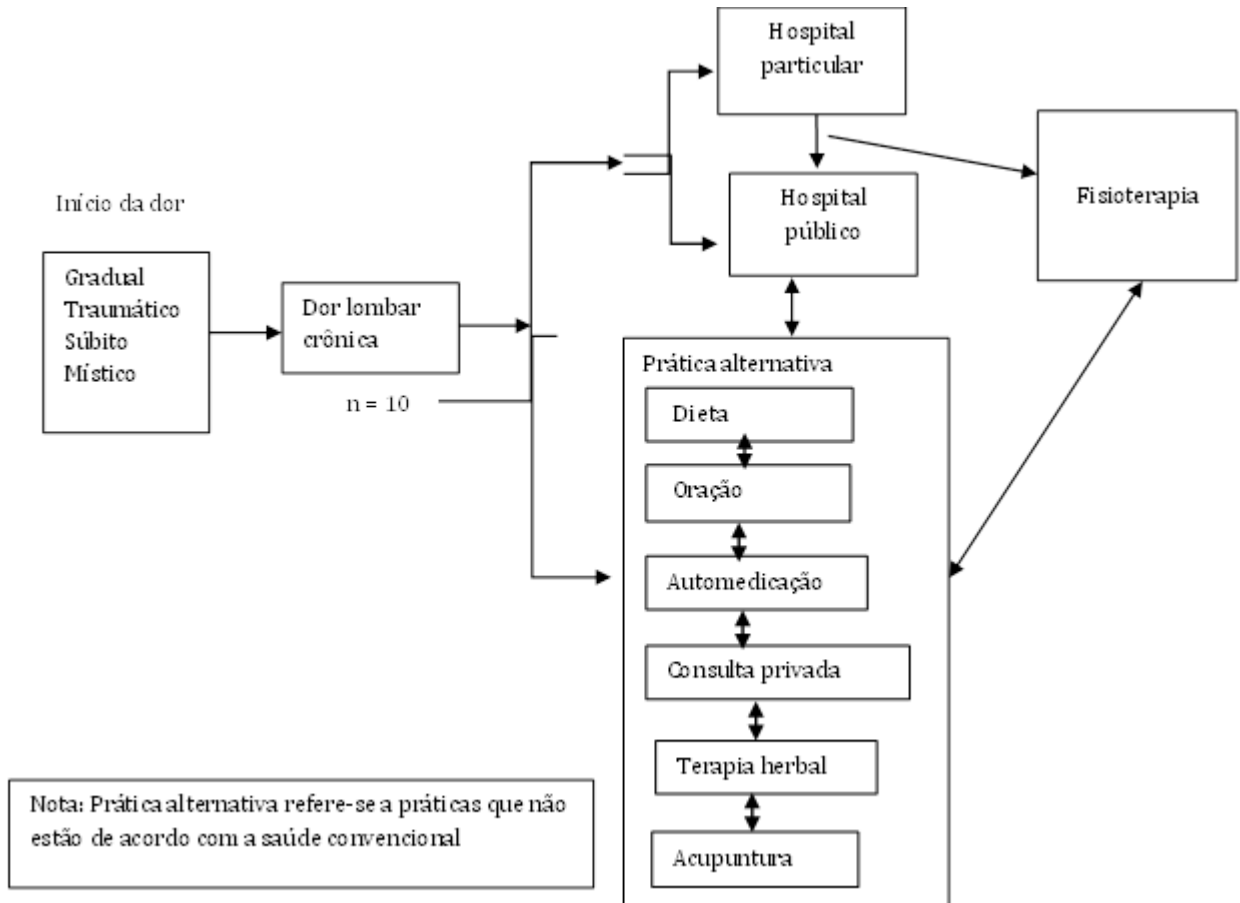 Hospital
particular
Hospital
público
Fisioterapia
Início da dor
Gradual
Traumático
Súbito
Místico
Dor lombar
crônica
n = 10
Prática alternativa
Dieta
Oração
Automedicação
Consulta privada
Terapia herbal
Acupuntura
Nota: Prática alternativa refere-se a práticas que não
estão de acordo com a saúde convencional